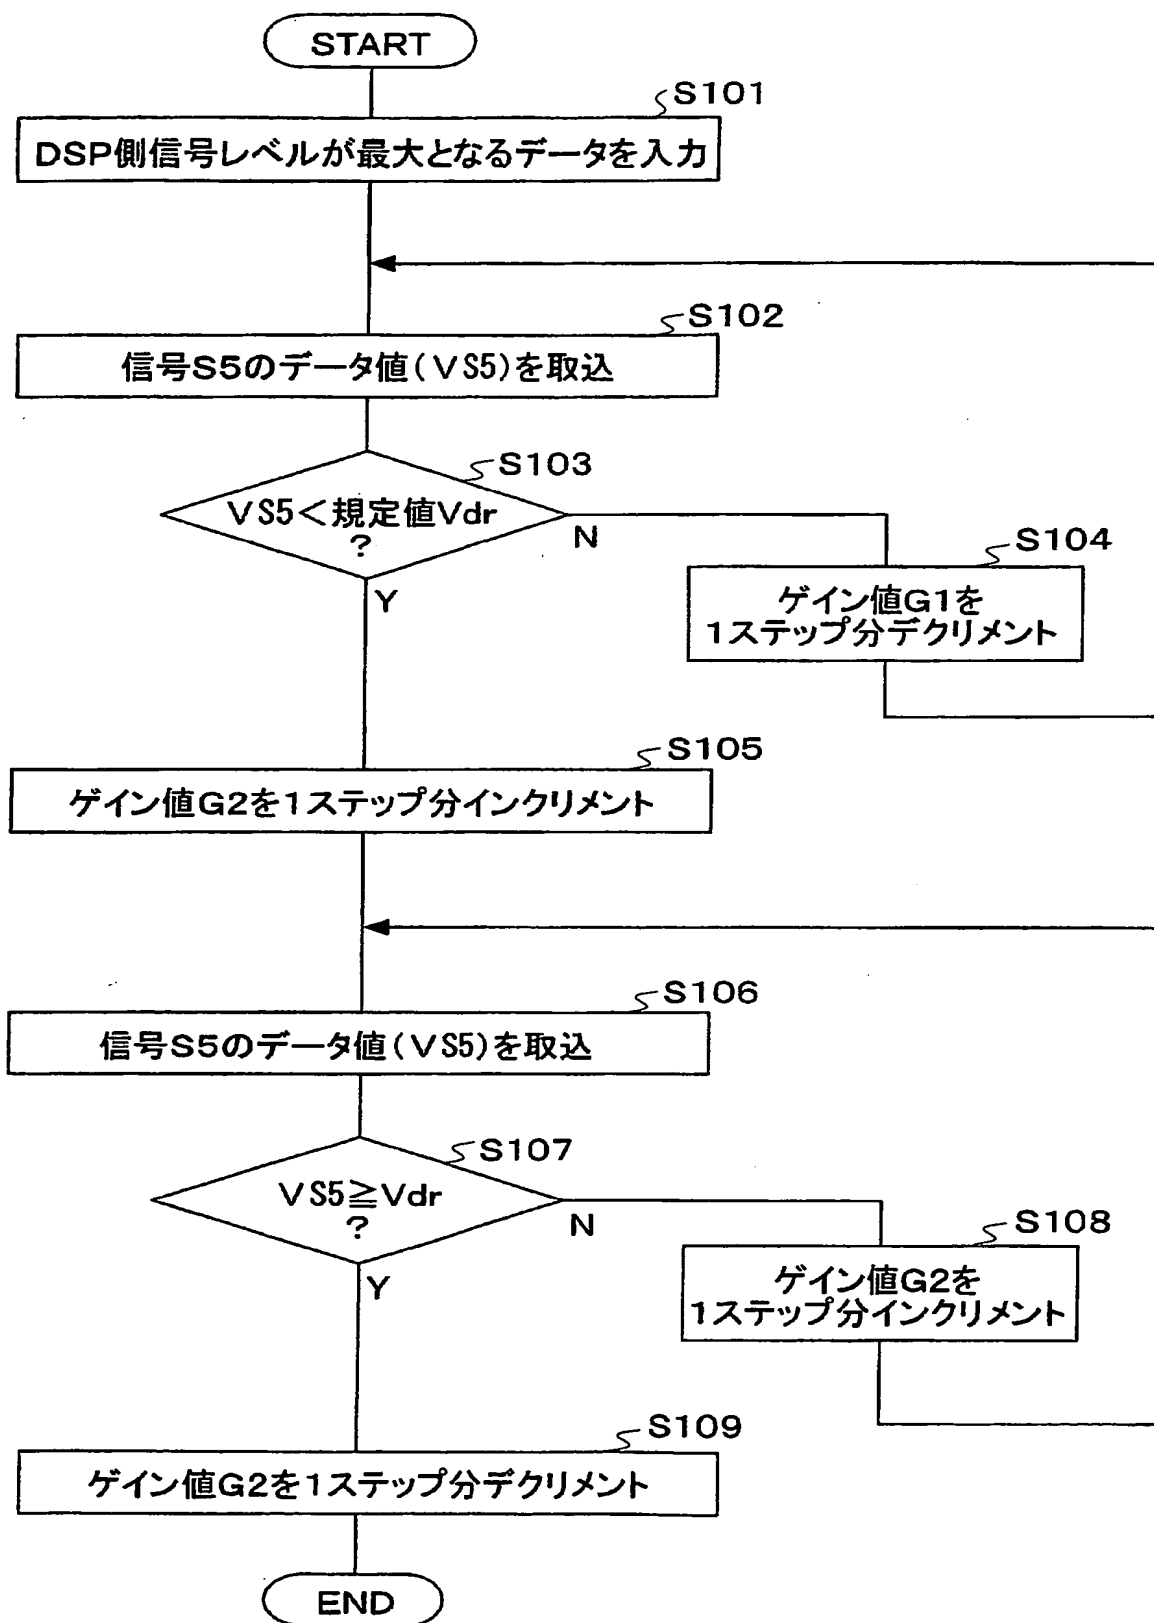 START
S101
DSP側信号レベルが最大となるデータを入力
S102
信号S5のデータ値(VS5)を取込
S103
VS5<規定値Vdr
?
N
Y
S104
ゲイン値G1を
1ステップ分デクリメント
S105
ゲイン値G2を1ステップ分インクリメント
S106
信号S5のデータ値(VS5)を取込
S107
VS5≧Vdr
?
N
Y
S108
ゲイン値G2を
1ステップ分インクリメント
S109
ゲイン値G2を1ステップ分デクリメント
END